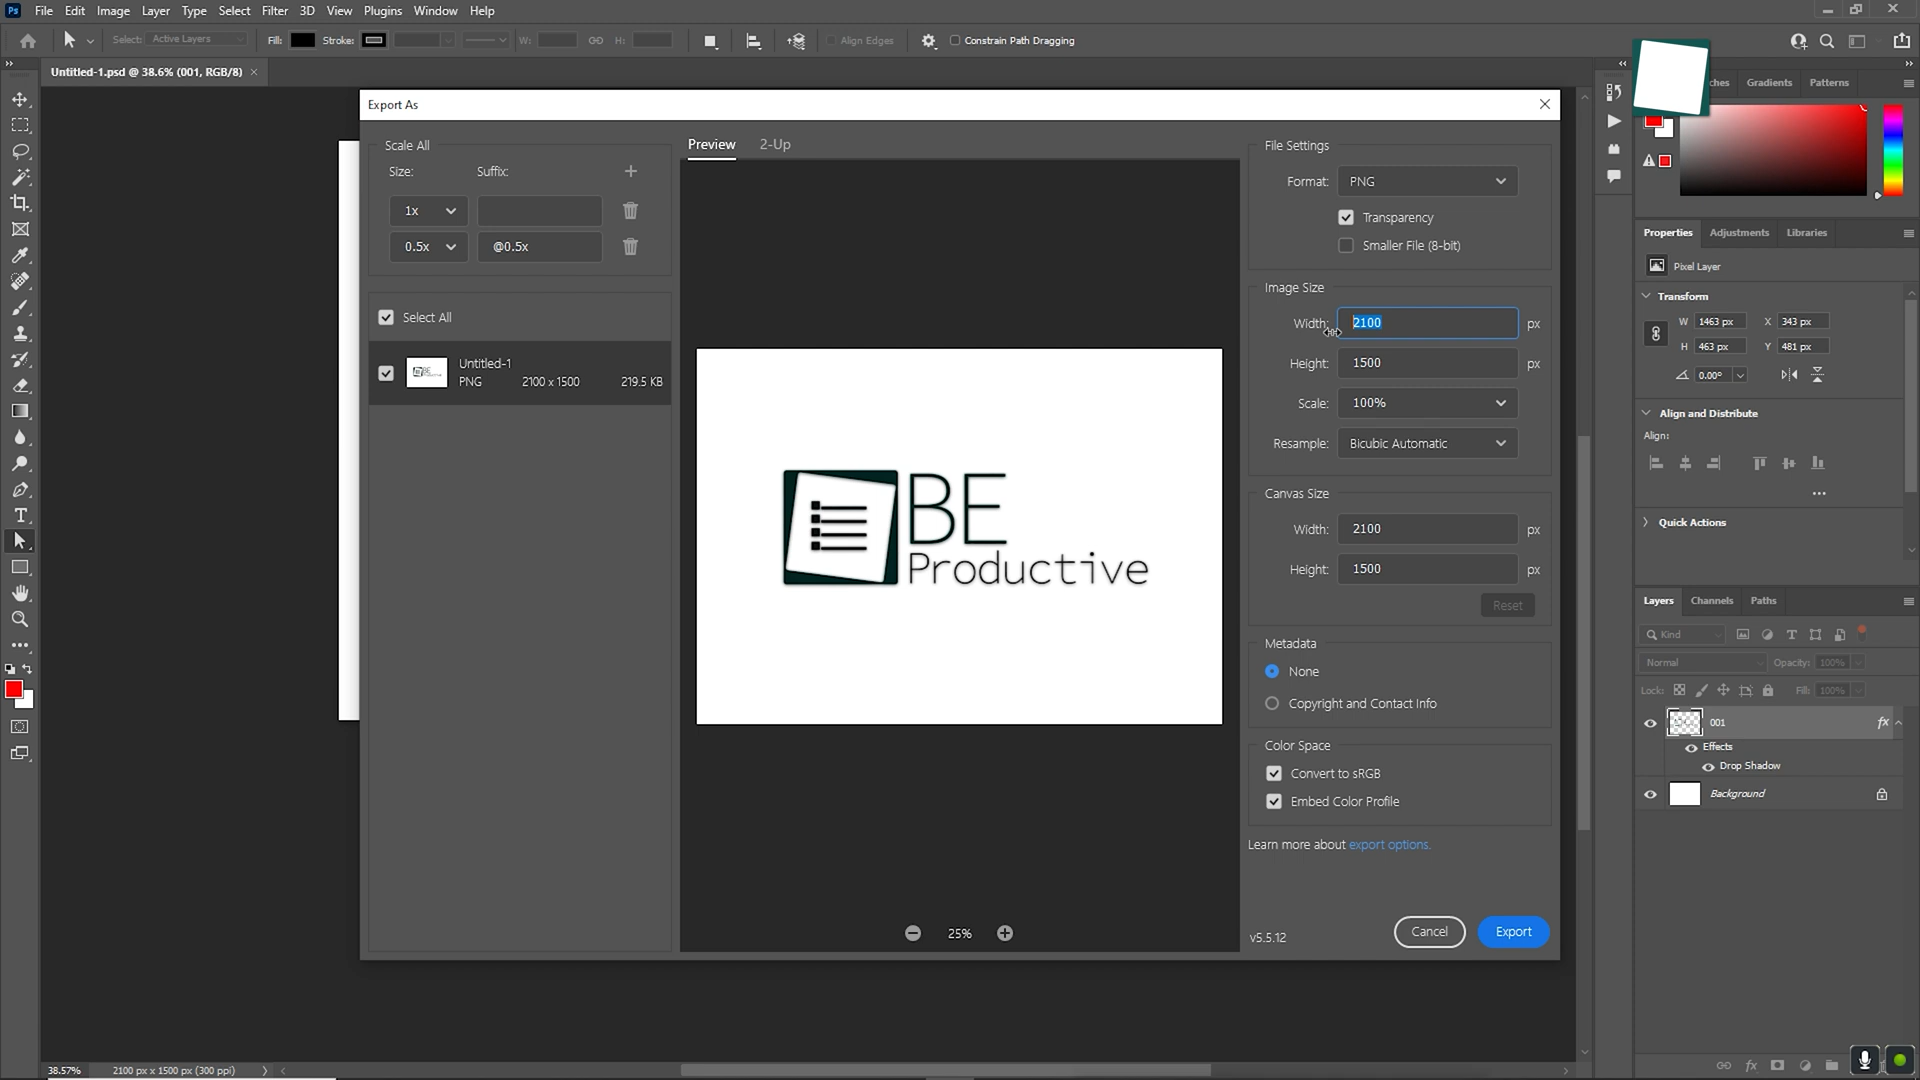 Ps File Edit Image Layer Type Select Filter 3D View Plugins Window Help
Select: Active Layers Fill: Stroke: W: H: Align Edges Constrain Path Dragging
Untitled-1.psd @ 38.6% (001, RGB/8)
Export As
Scale All
Size: Suffix:
1x
0.5x @0.5x
Select All
Untitled-1
PNG 2100 x 1500 219.5 KB
Preview 2-Up
BE
Productive
25%
File Settings
Format: PNG
Transparency
Smaller File (8-bit)
Image Size
Width: 2100 px
Height: 1500 px
Scale: 100%
Resample: Bicubic Automatic
Canvas Size
Width: 2100 px
Height: 1500 px
Reset
Metadata
None
Copyright and Contact Info
Color Space
Convert to sRGB
Embed Color Profile
Learn more about export options.
v5.5.12 Cancel Export
ches Gradients Patterns
Properties Adjustments Libraries
Pixel Layer
Transform
W 1463 px X 343 px
H 463 px Y 481 px
0.00°
Align and Distribute
Align:
Quick Actions
Layers Channels Paths
Kind
Normal Opacity: 100%
Lock: Fill: 100%
001 fx
Effects
Drop Shadow
Background
38.57% 2100 px x 1500 px (300 ppi)
fx